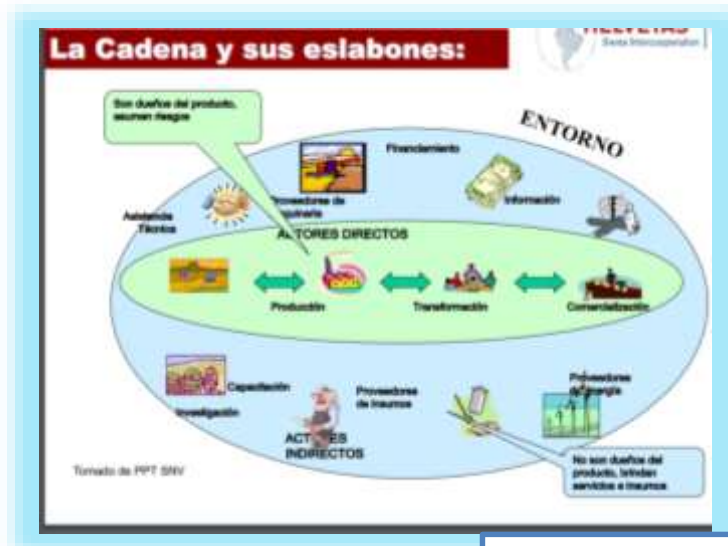 La Cadena y sus eslabones:
HELVETAS
Swiss Intercooperation
Son dueños del producto,
asumen riesgos
ENTORNO
Financiamiento
Asistencia
Técnica
Proveedores de
maquinaria
Información
ACTORES DIRECTOS
Producción
Transformación
Comercialización
Capacitación
Investigación
Proveedores
de insumos
Proveedores
de energía
ACTORES
INDIRECTOS
No son dueños del
producto, brindan
servicios e insumos
Tomado de PPT SNV